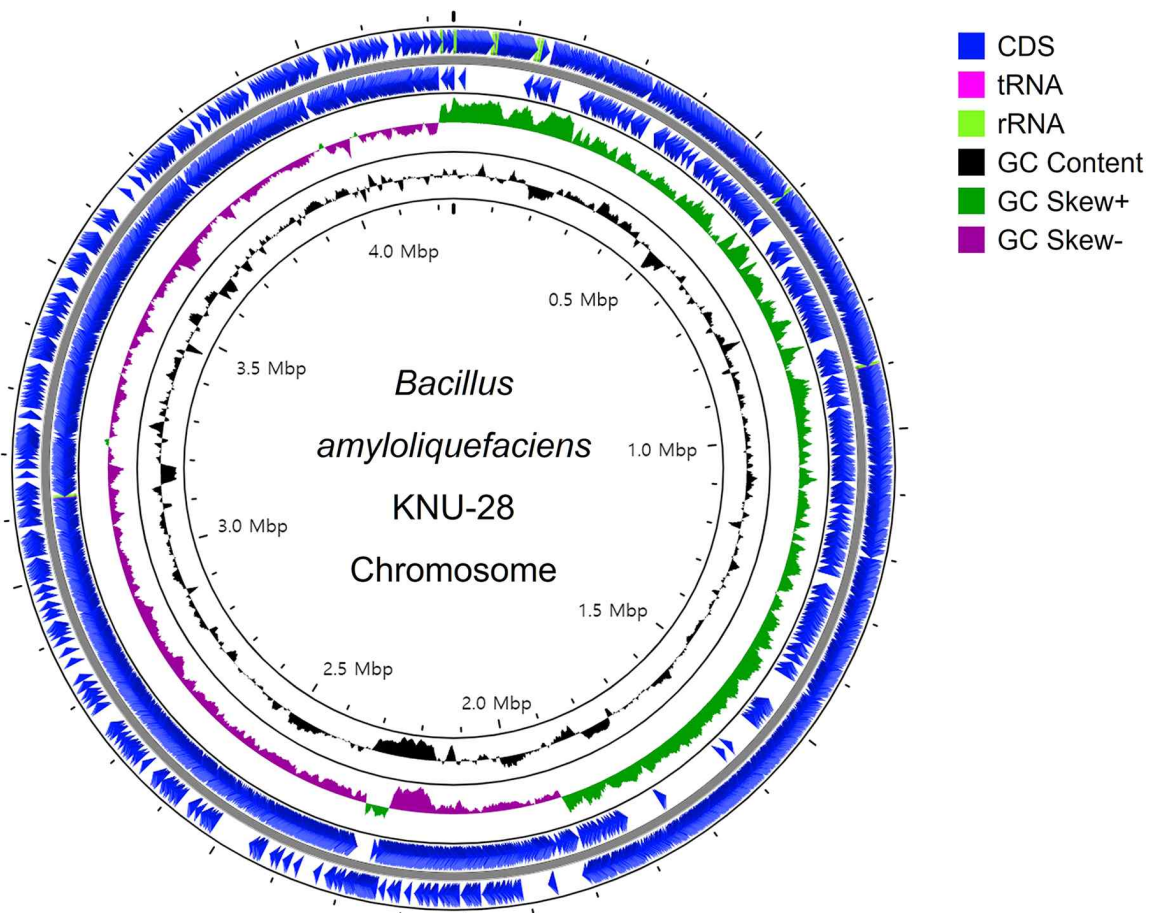 CDS
tRNA
rRNA
GC Content
GC Skew+
GC Skew-
4.0 Mbp
0.5 Mbp
3.5 Mbp
Bacillus
amyloliquefaciens
1.0 Mbp
KNU-28
3.0 Mbp
Chromosome
1.5 Mbp
2.5 Mbp
2.0 Mbp